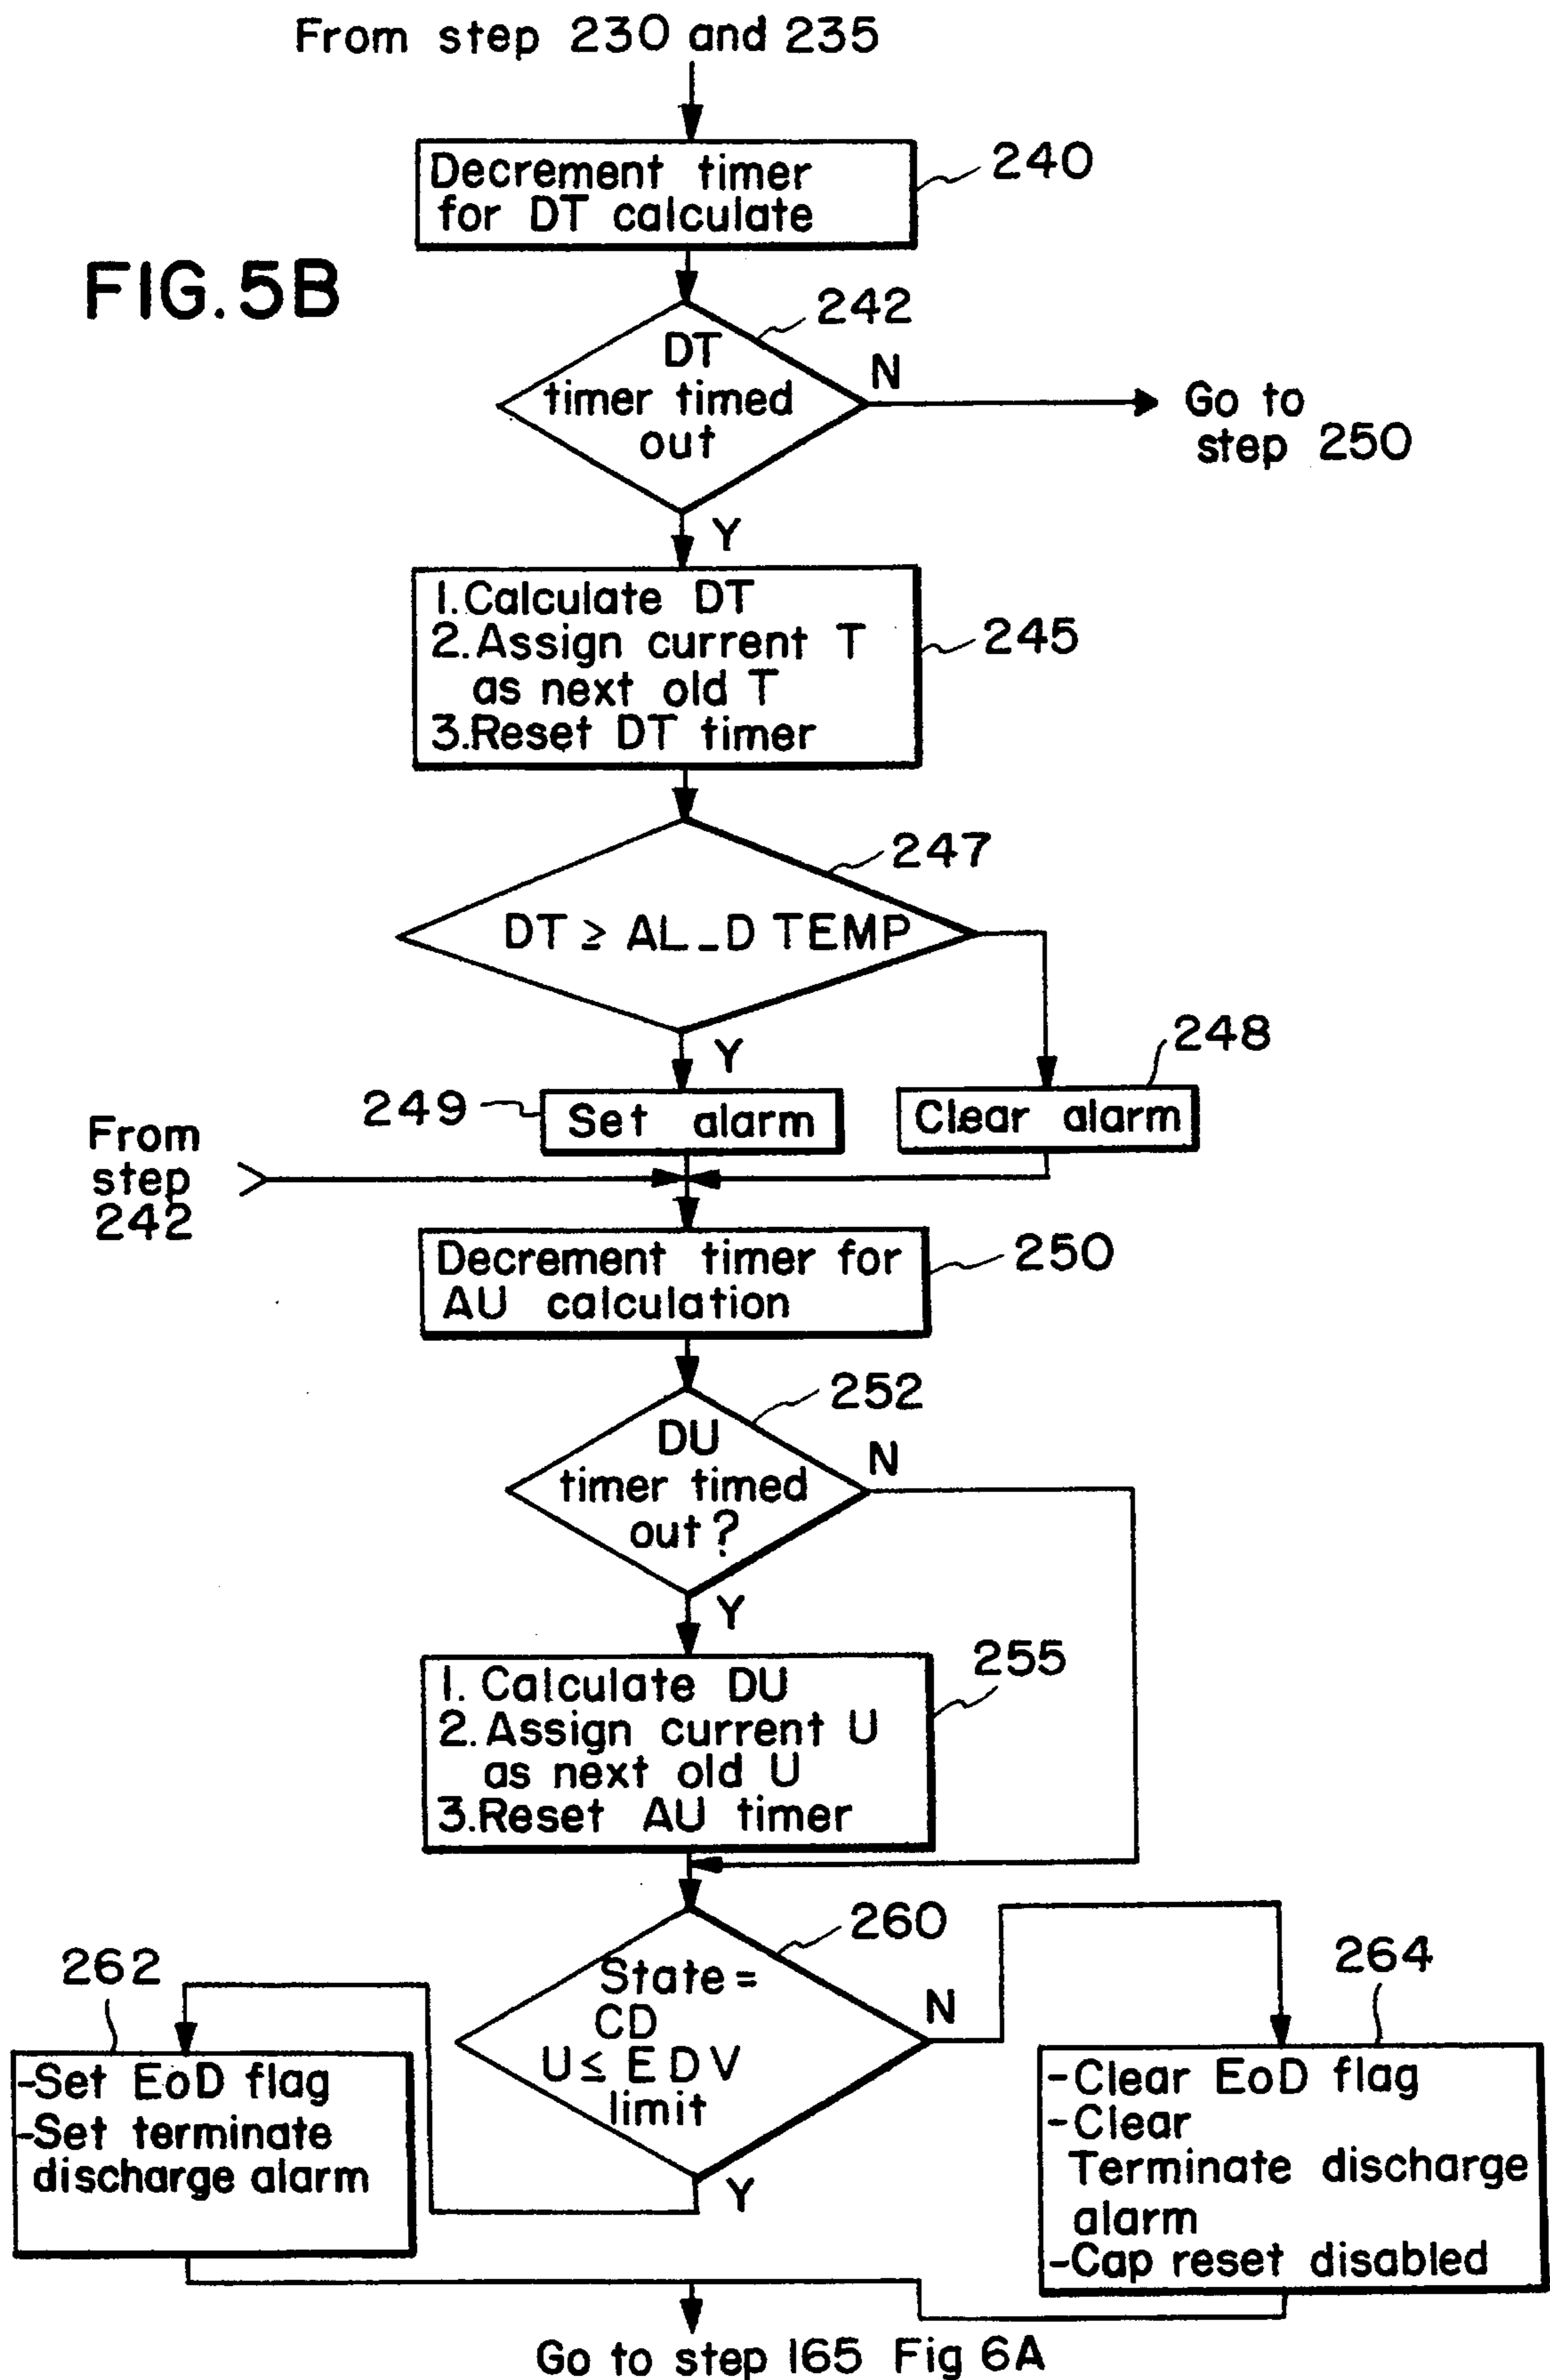 From step 230 and 235
Decrement timer
for DT calculate
240
FIG. 5B
242
DT
timer timed
out
N
Go to
step 250
Y
1. Calculate DT
2. Assign current T
as next old T
3. Reset DT timer
245
247
DT ≥ AL_D TEMP
Y
248
249
Set alarm
Clear alarm
From
step
242
Decrement timer for
AU calculation
250
252
DU
timer timed
out?
N
Y
255
1. Calculate DU
2. Assign current U
as next old U
3. Reset AU timer
260
State =
CD
U ≤ EDV
limit
N
Y
262
-Set EoD flag
-Set terminate
discharge alarm
264
-Clear EoD flag
-Clear
Terminate discharge
alarm
-Cap reset disabled
Go to step 165 Fig 6A